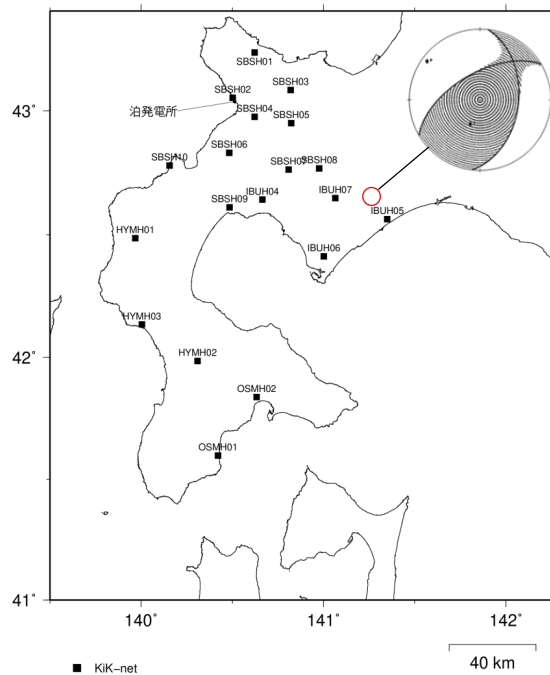 SBSH01
SBSH03
SBSH02
43˚
泊発電所
SBSH04
SBSH05
SBSH06
SBSH10
SBSH07
SBSH08
IBUH04
IBUH07
SBSH09
IBUH05
HYMH01
IBUH06
HYMH03
42˚
HYMH02
OSMH02
OSMH01
41˚
140˚
141˚
142˚
KiK−net
40 km